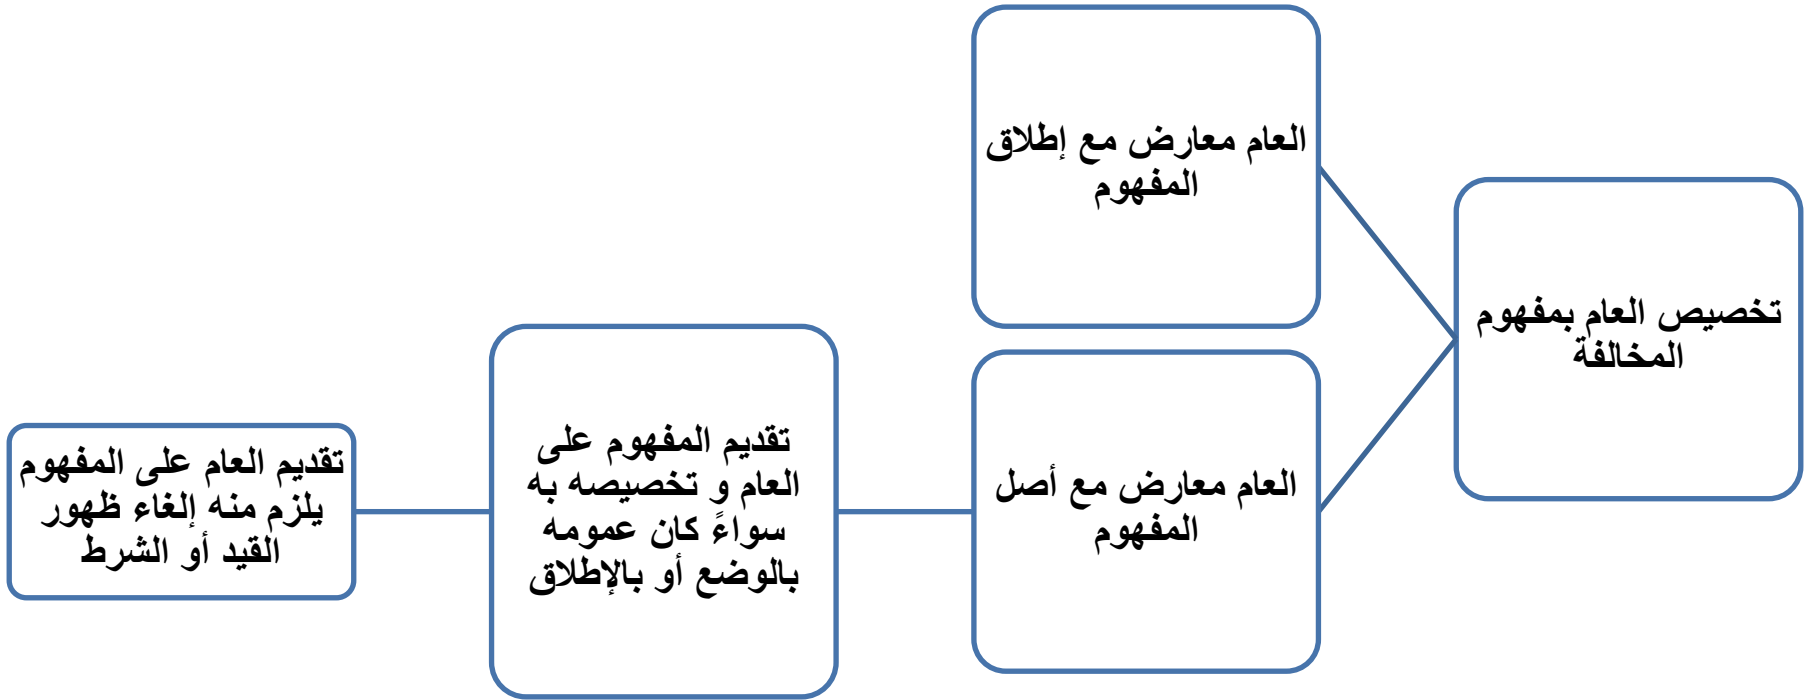 تخصيص العام بمفهوم
المخالفة
العام معارض مع إطلاق
المفهوم
العام معارض مع أصل
المفهوم
تقديم المفهوم على
العام و تخصيصه به
سواءً كان عمومه
بالوضع أو بالإطلاق
تقديم العام على المفهوم
يلزم منه إلغاء ظهور
القيد أو الشرط